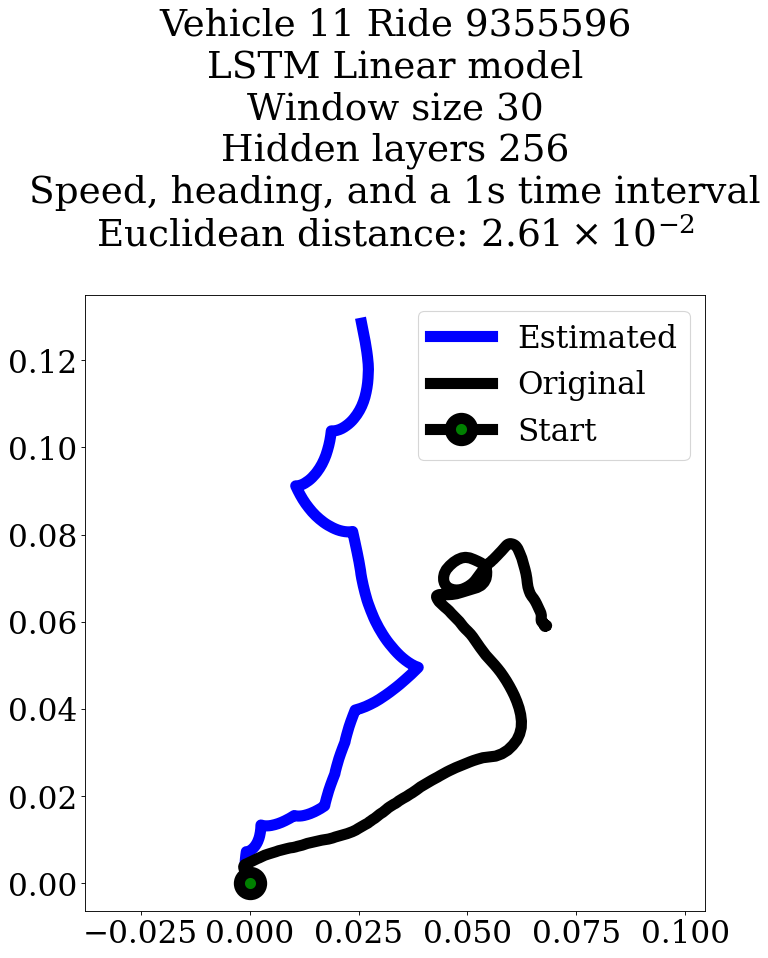 Vehicle 11 Ride 9355596
LSTM Linear model
Window size 30
Hidden layers 256
Speed, heading, and a 1s time interval
Euclidean distance: 2.61 × 10⁻²
Estimated
Original
Start
0.12
0.10
0.08
0.06
0.04
0.02
0.00
−0.025 0.000 0.025 0.050 0.075 0.100